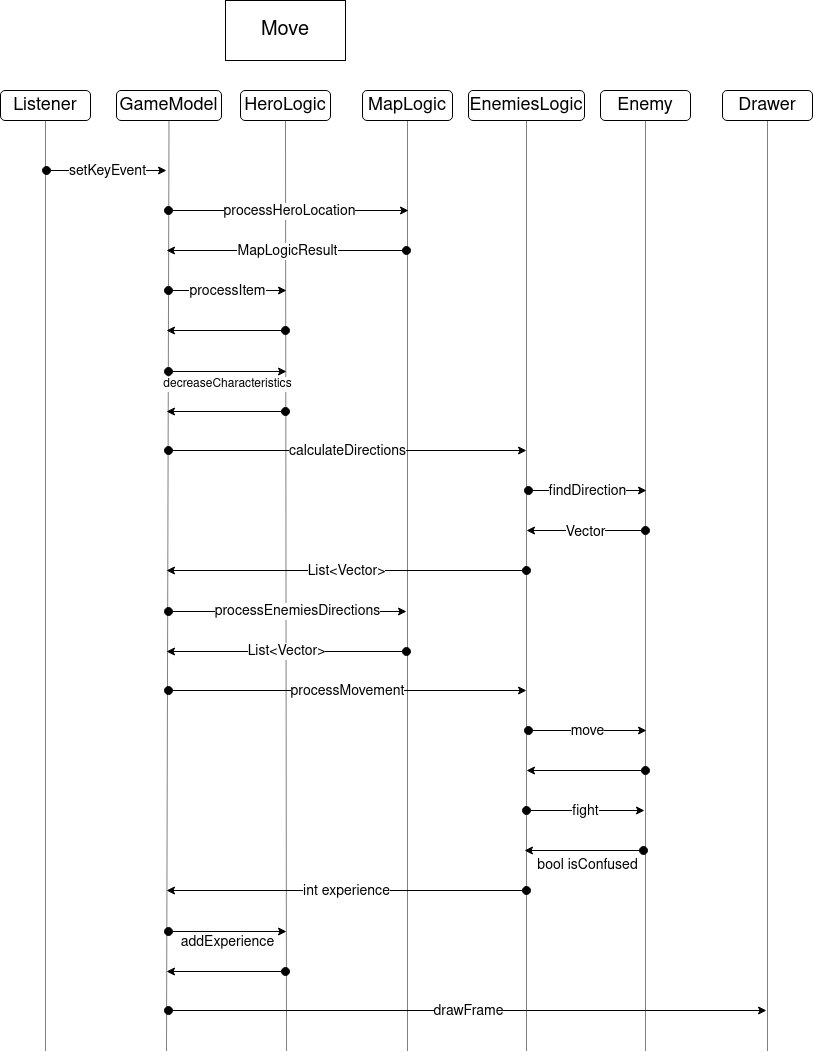 Move
Listener
GameModel
HeroLogic
MapLogic
EnemiesLogic
Enemy
Drawer
setKeyEvent
processHeroLocation
MapLogicResult
processItem
decreaseCharacteristics
calculateDirections
findDirection
Vector
List<Vector>
processEnemiesDirections
List<Vector>
processMovement
move
fight
bool isConfused
int experience
addExperience
drawFrame